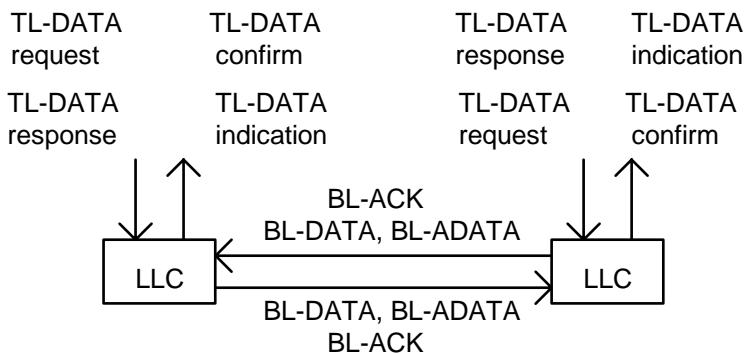 TL-DATA TL-DATA TL-DATA TL-DATA
request confirm response indication
TL-DATA TL-DATA TL-DATA TL-DATA
response indication request confirm
BL-ACK
BL-DATA, BL-ADATA
LLC LLC
BL-DATA, BL-ADATA
BL-ACK